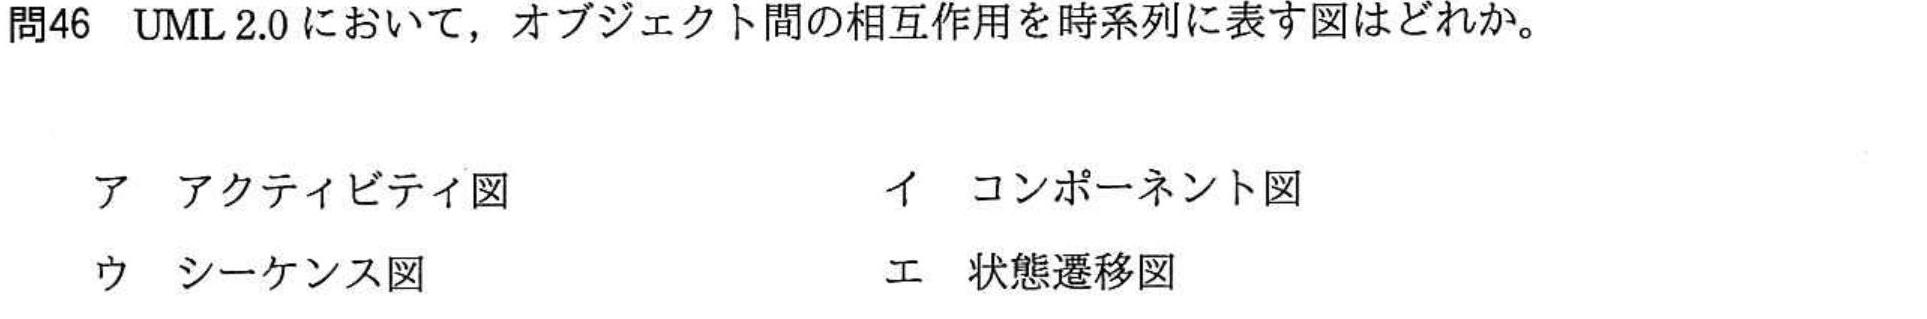 問46 UML 2.0 において，オブジェクト間の相互作用を時系列に表す図はどれか。
ア アクティビティ図 イ コンポーネント図
ウ シーケンス図 エ 状態遷移図